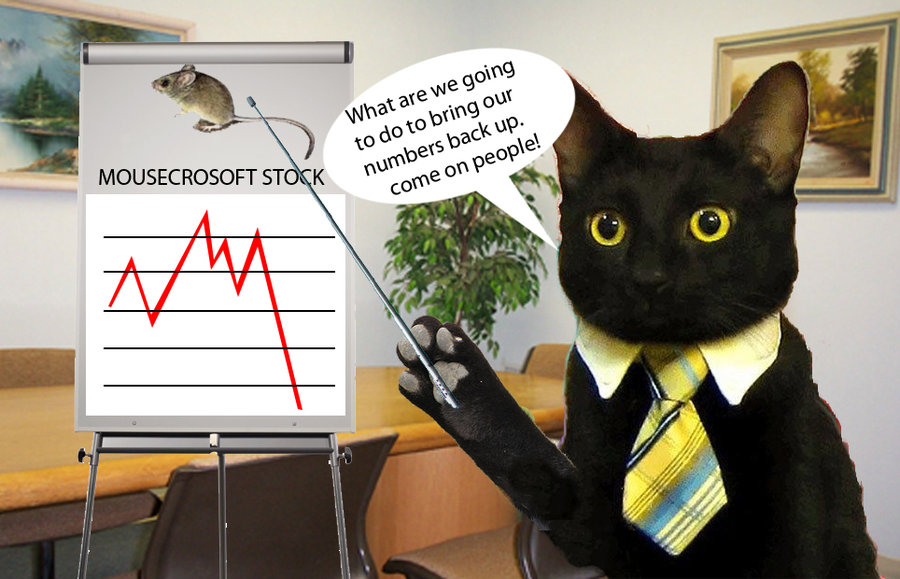 MOUSECROSOFT STOCK
What are we going
to do to bring our
numbers back up.
come on people!